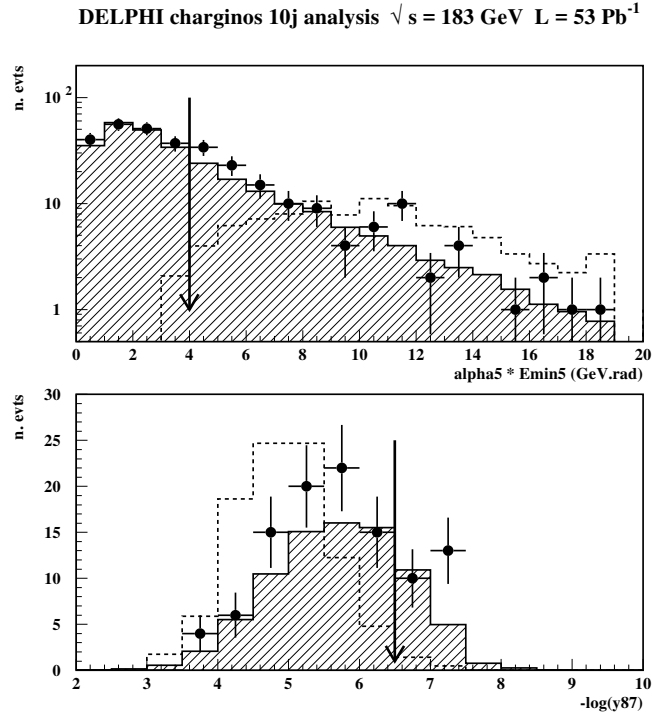 DELPHI charginos 10j analysis √ s = 183 GeV L = 53 Pb-1
n. evts
10 2
10
1
0 2 4 6 8 10 12 14 16 18 20
alpha5 * Emin5 (GeV.rad)
n. evts
30
25
20
15
10
5
0
2 3 4 5 6 7 8 9 10
-log(y87)